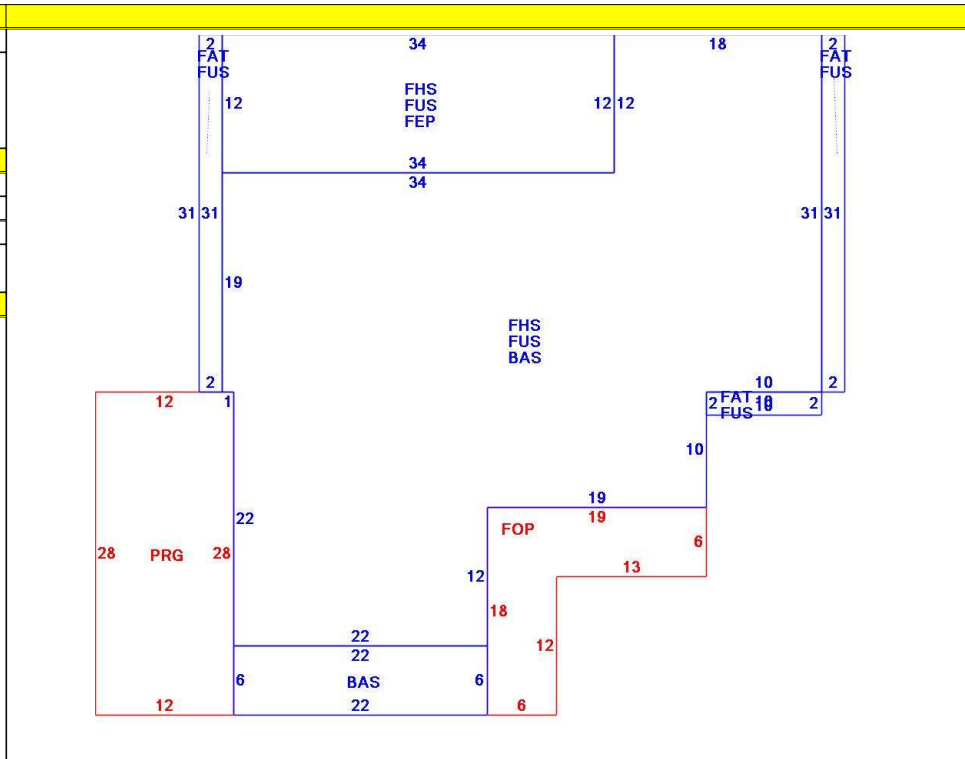 2 34 18 2
FAT FAT
FUS FUS
FHS
FUS
FEP
12 12 12
34
34
31 31 31 31
19
FHS
FUS
BAS
2 10 2
12 1
2 FAT 10 2
FUS 10
10
19
19
FOP
22
6
28 PRG 28
13
12
18
12
22
22
6 BAS 6
12 22 6